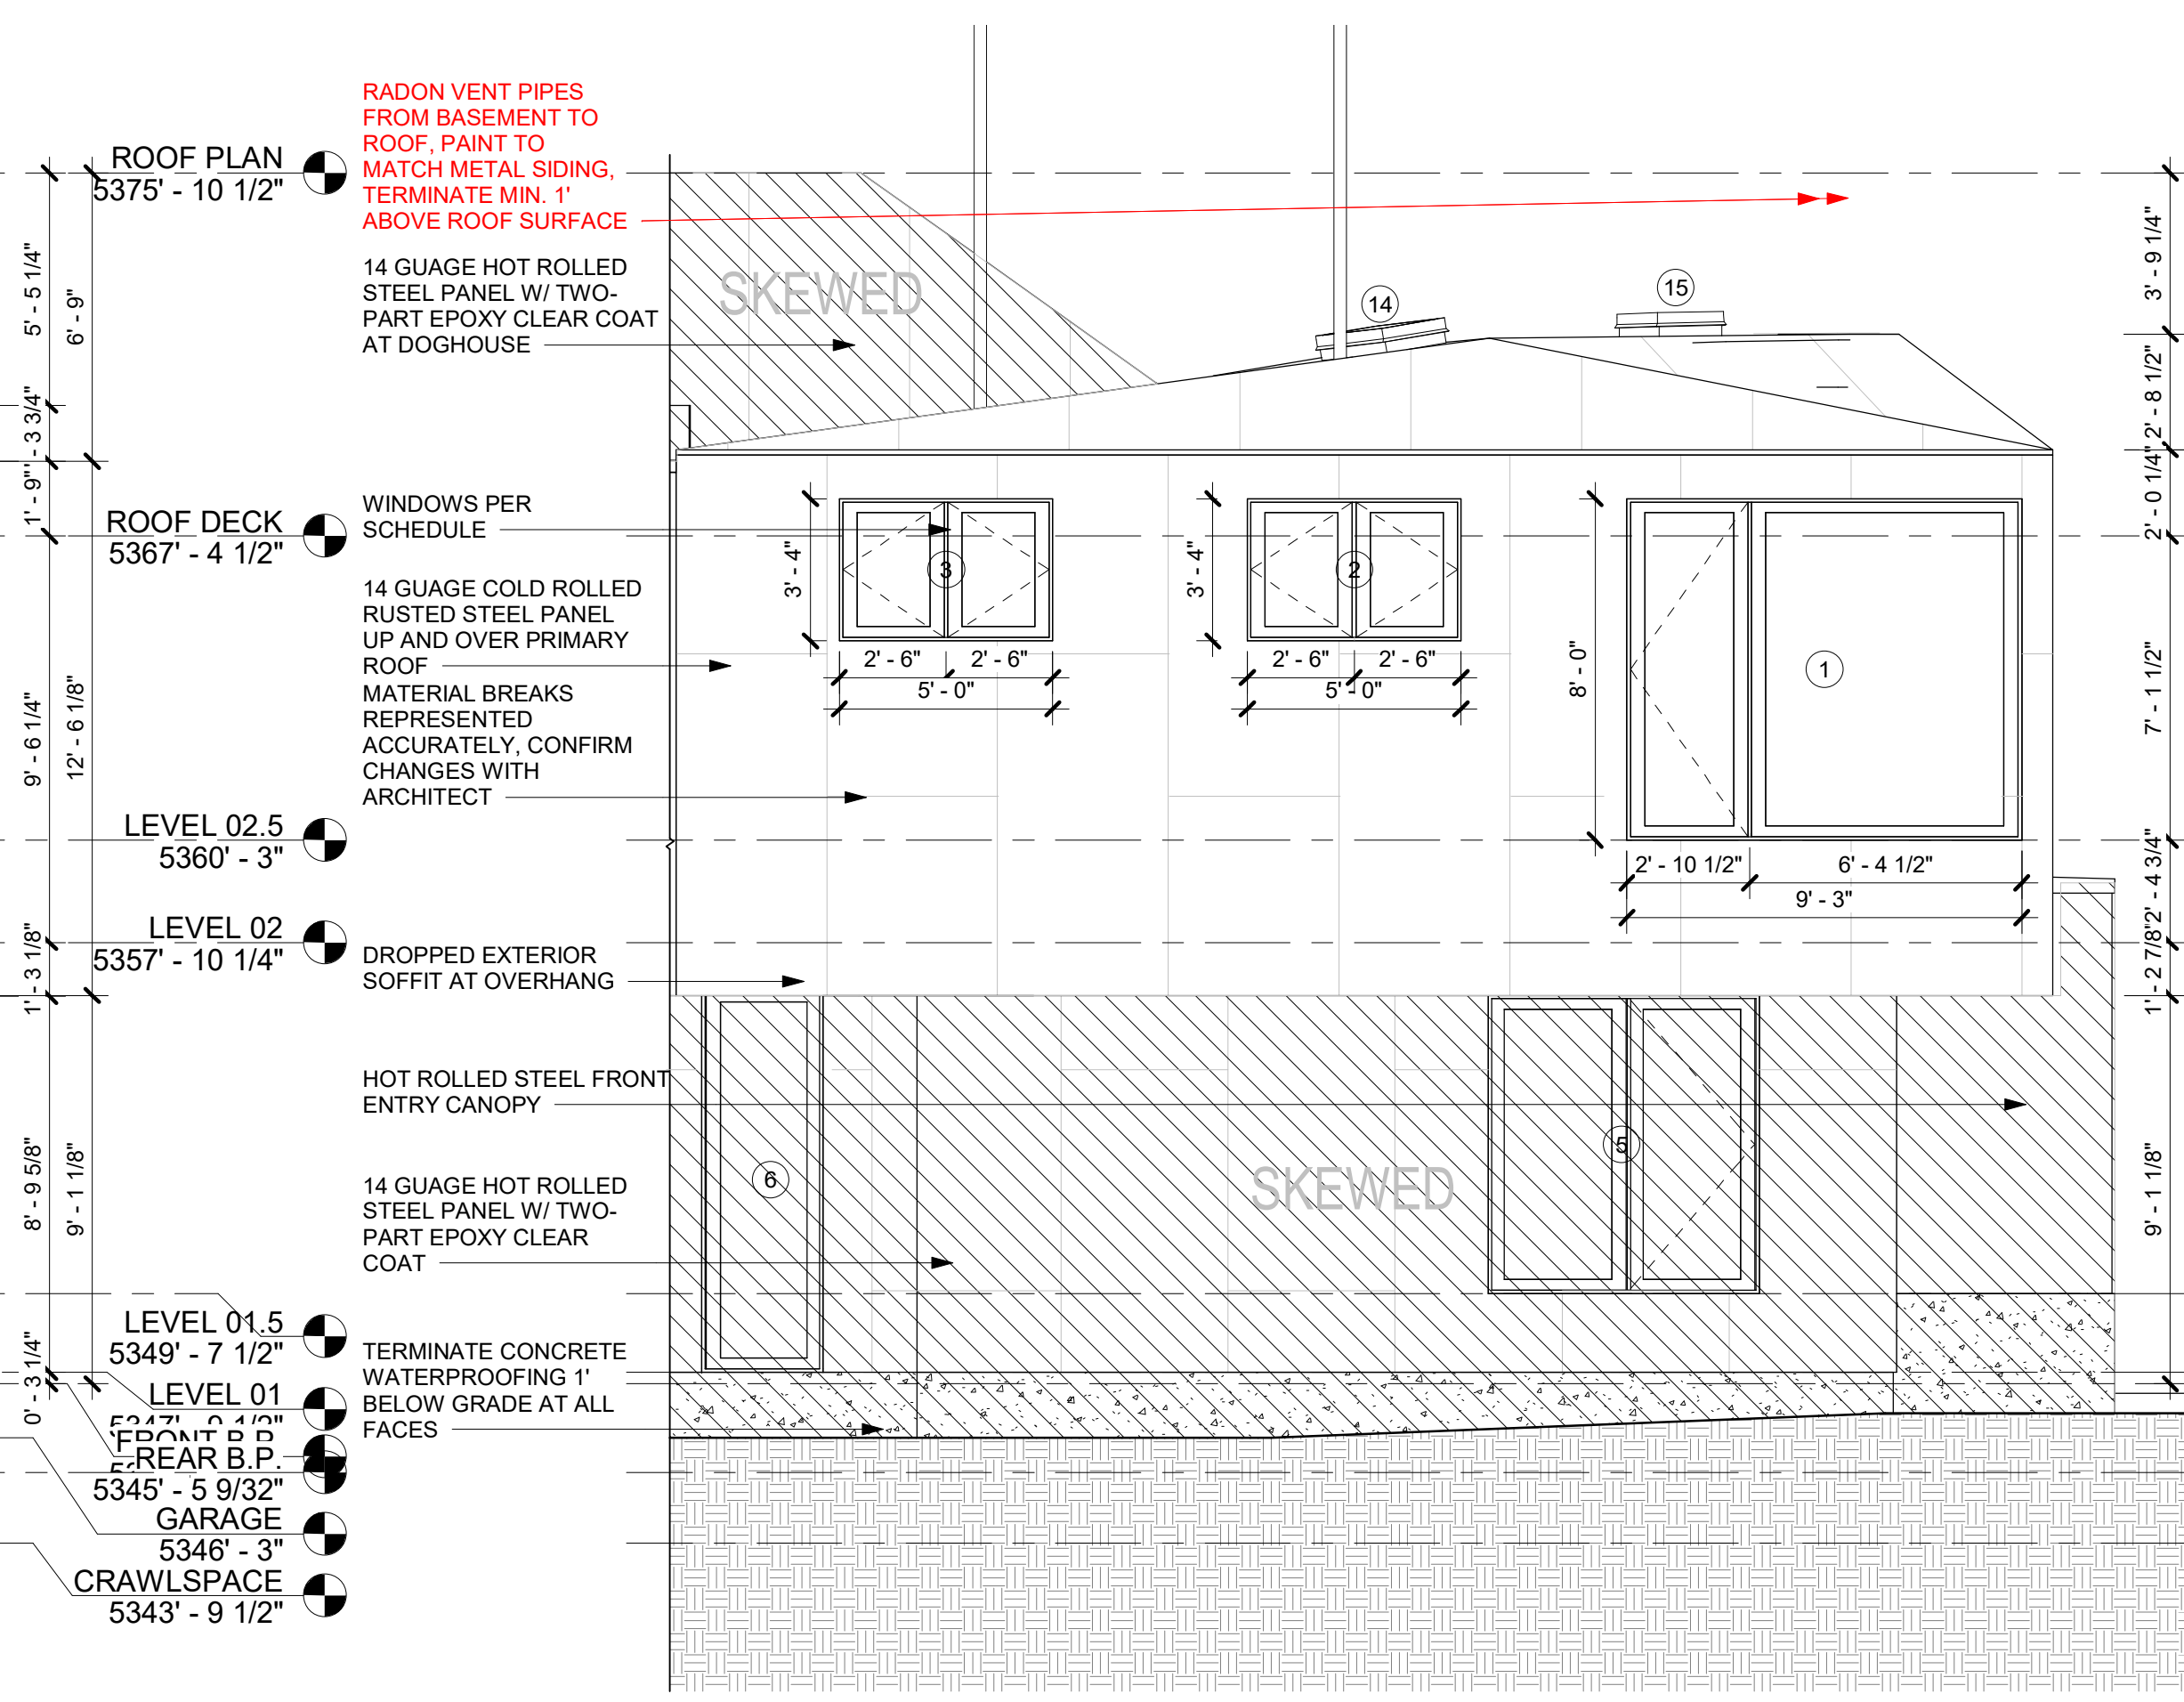 RADON VENT PIPES
FROM BASEMENT TO
ROOF, PAINT TO
MATCH METAL SIDING,
TERMINATE MIN. 1'
ABOVE ROOF SURFACE
14 GUAGE HOT ROLLED
STEEL PANEL W/ TWO-
PART EPOXY CLEAR COAT
AT DOGHOUSE
WINDOWS PER
SCHEDULE
14 GUAGE COLD ROLLED
RUSTED STEEL PANEL
UP AND OVER PRIMARY
ROOF
MATERIAL BREAKS
REPRESENTED
ACCURATELY, CONFIRM
CHANGES WITH
ARCHITECT
DROPPED EXTERIOR
SOFFIT AT OVERHANG
HOT ROLLED STEEL FRONT
ENTRY CANOPY
14 GUAGE HOT ROLLED
STEEL PANEL W/ TWO-
PART EPOXY CLEAR
COAT
TERMINATE CONCRETE
WATERPROOFING 1'
BELOW GRADE AT ALL
FACES
ROOF PLAN
5375' - 10 1/2"
ROOF DECK
5367' - 4 1/2"
LEVEL 02.5
5360' - 3"
LEVEL 02
5357' - 10 1/4"
LEVEL 01.5
5349' - 7 1/2"
LEVEL 01
5347' - 9 1/2"
FRONT B.P.
REAR B.P.
5345' - 5 9/32"
GARAGE
5346' - 3"
CRAWLSPACE
5343' - 9 1/2"
5' - 5 1/4"
6' - 9"
1' - 3 3/4"
1' - 9"
9' - 6 1/4"
12' - 6 1/8"
1' - 3 1/8"
8' - 9 5/8"
9' - 1 1/8"
0' - 3 1/4"
SKEWED
14
15
3' - 4"
3
2' - 6"
2' - 6"
5' - 0"
3' - 4"
2
2' - 6"
2' - 6"
5' - 0"
8' - 0"
1
2' - 10 1/2"
6' - 4 1/2"
9' - 3"
6
5
SKEWED
3' - 9 1/4"
2' - 8 1/2"
2' - 0 1/4"
7' - 1 1/2"
2' - 4 3/4"
1' - 2 7/8"
9' - 1 1/8"